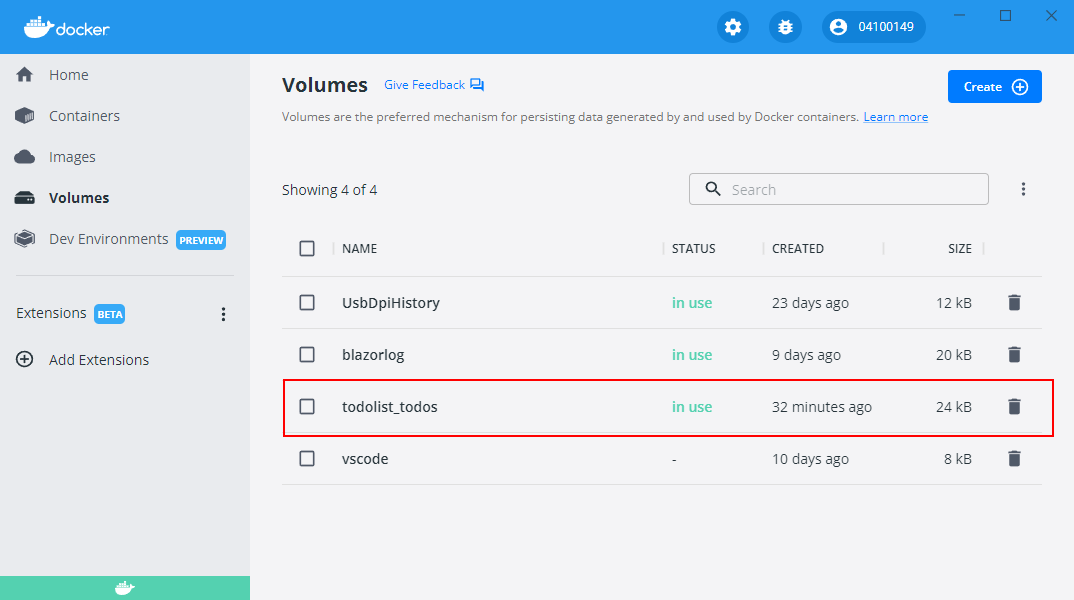 docker
04100149
Home
Containers
Images
Volumes
Dev Environments PREVIEW
Extensions BETA
Add Extensions
Volumes Give Feedback
Create
Volumes are the preferred mechanism for persisting data generated by and used by Docker containers. Learn more
Showing 4 of 4
Search
NAME STATUS CREATED SIZE
UsbDpiHistory in use 23 days ago 12 kB
blazorlog in use 9 days ago 20 kB
todolist_todos in use 32 minutes ago 24 kB
vscode - 10 days ago 8 kB